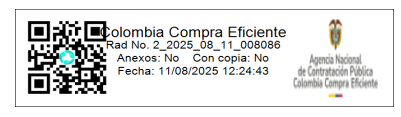 Colombia Compra Eficiente
Rad No. 2_2025_08_11_008086
Anexos: No    Con copia: No
Fecha: 11/08/2025 12:24:43
Agencia Nacional
de Contratación Pública
Colombia Compra Eficiente